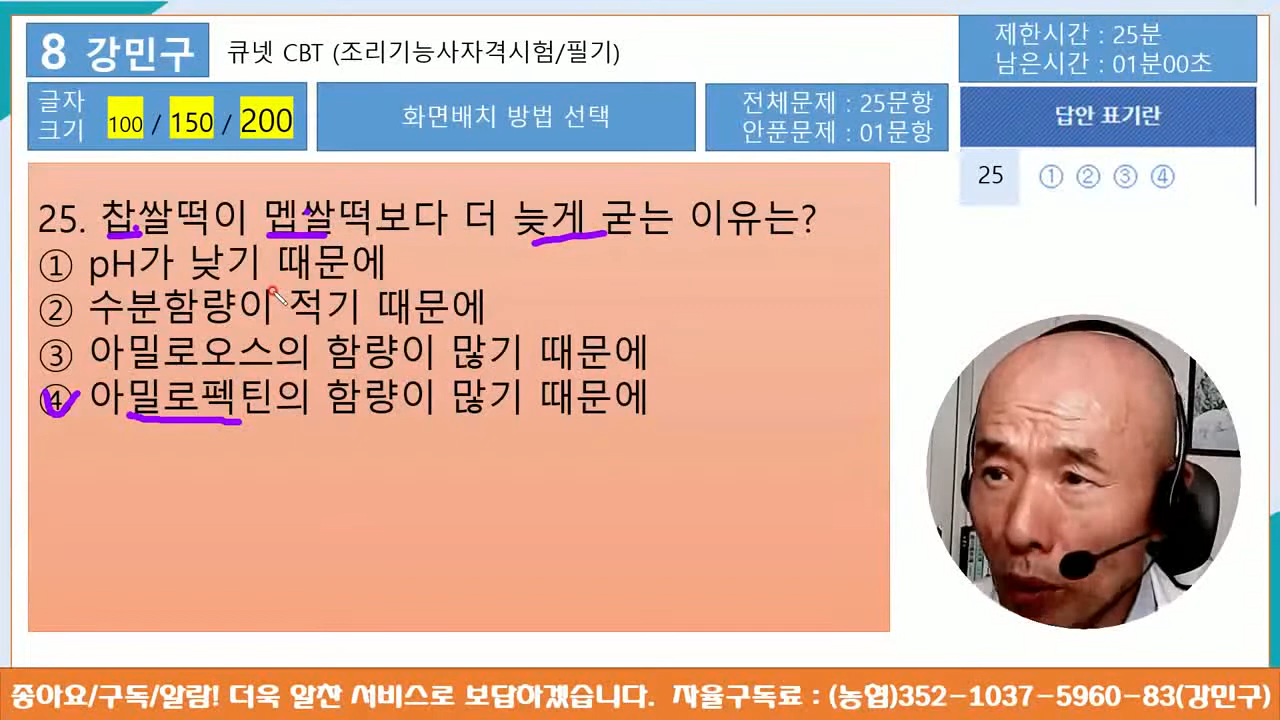 8 강민구
큐넷 CBT (조리기능사자격시험/필기)
제한시간 : 25분
남은시간 : 01분00초
글자
크기
100 / 150 / 200
화면배치 방법 선택
전체문제 : 25문항
안푼문제 : 01문항
답안 표기란
25 ① ② ③ ④
25. 찹쌀떡이 멥쌀떡보다 더 늦게 굳는 이유는?
① pH가 낮기 때문에
② 수분함량이 적기 때문에
③ 아밀로오스의 함량이 많기 때문에
④ 아밀로펙틴의 함량이 많기 때문에
종아요/구독/알람! 더욱 알찬 서비스로 보답하겠습니다. 자율구독료 : (농협)352-1037-5960-83(강민구)